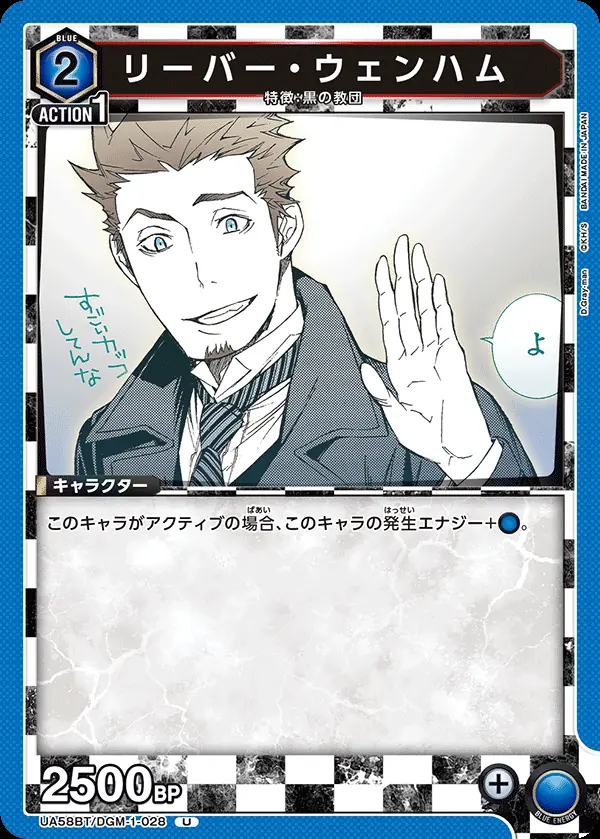 BLUE
2
ACTION 1
リーバー・ウェンハム
特徴：黒の教団
すごいカッコ
してんな
よ
D.Gray-man ©KH/S BANDAI MADE IN JAPAN
キャラクター
このキャラがアクティブの場合、このキャラの発生エナジー+。
ばあい
はっせい
2500BP
+
BLUE ENERGY
UA58BT/DGM-1-028 U